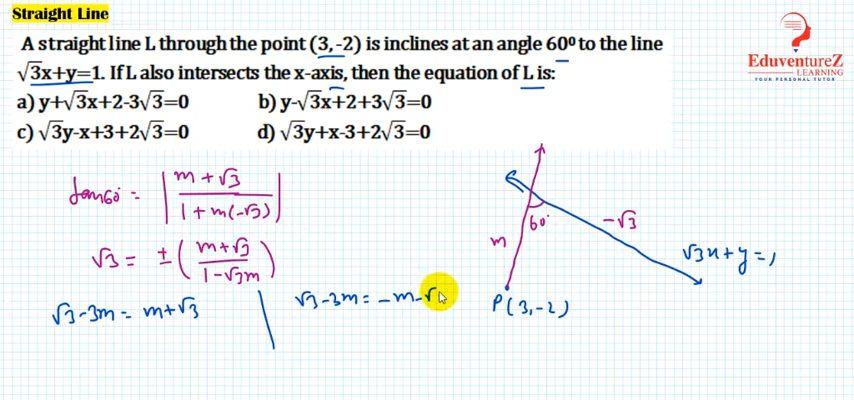 Straight Line
A straight line L through the point (3, -2) is inclines at an angle 60⁰ to the line
√3x+y=1. If L also intersects the x-axis, then the equation of L is:
a) y+√3x+2-3√3=0 b) y-√3x+2+3√3=0
c) √3y-x+3+2√3=0 d) √3y+x-3+2√3=0
EduventureZ
LEARNING
YOUR PERSONAL TUTOR
tan60° = | m+√3 / 1+m(-√3) |
√3 = ± ( m+√3 / 1-√3m )
√3-3m = m+√3
√3-3m = -m-√
m
60°
-√3
√3x+y=1
P(3,-2)